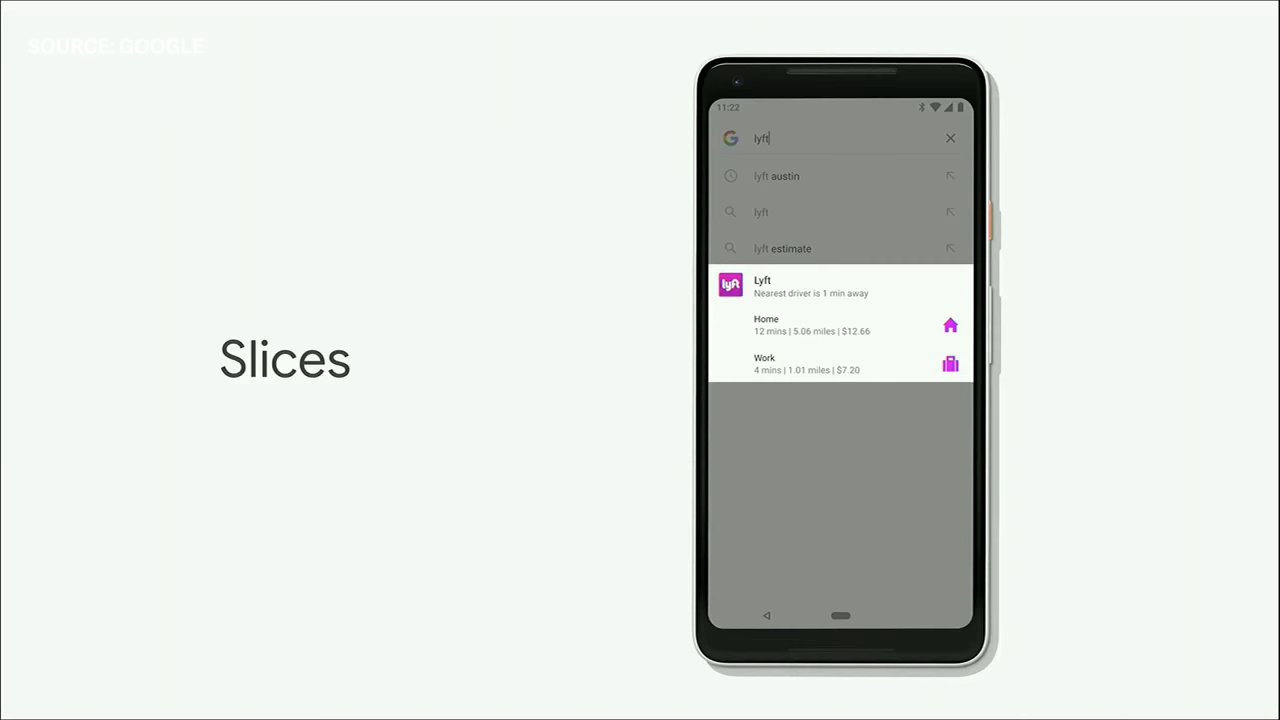 SOURCE: GOOGLE
Slices
11:22
lyft
lyft austin
lyft
lyft estimate
lyft
Lyft
Nearest driver is 1 min away
Home
12 mins | 5.06 miles | $12.66
Work
4 mins | 1.01 miles | $7.20